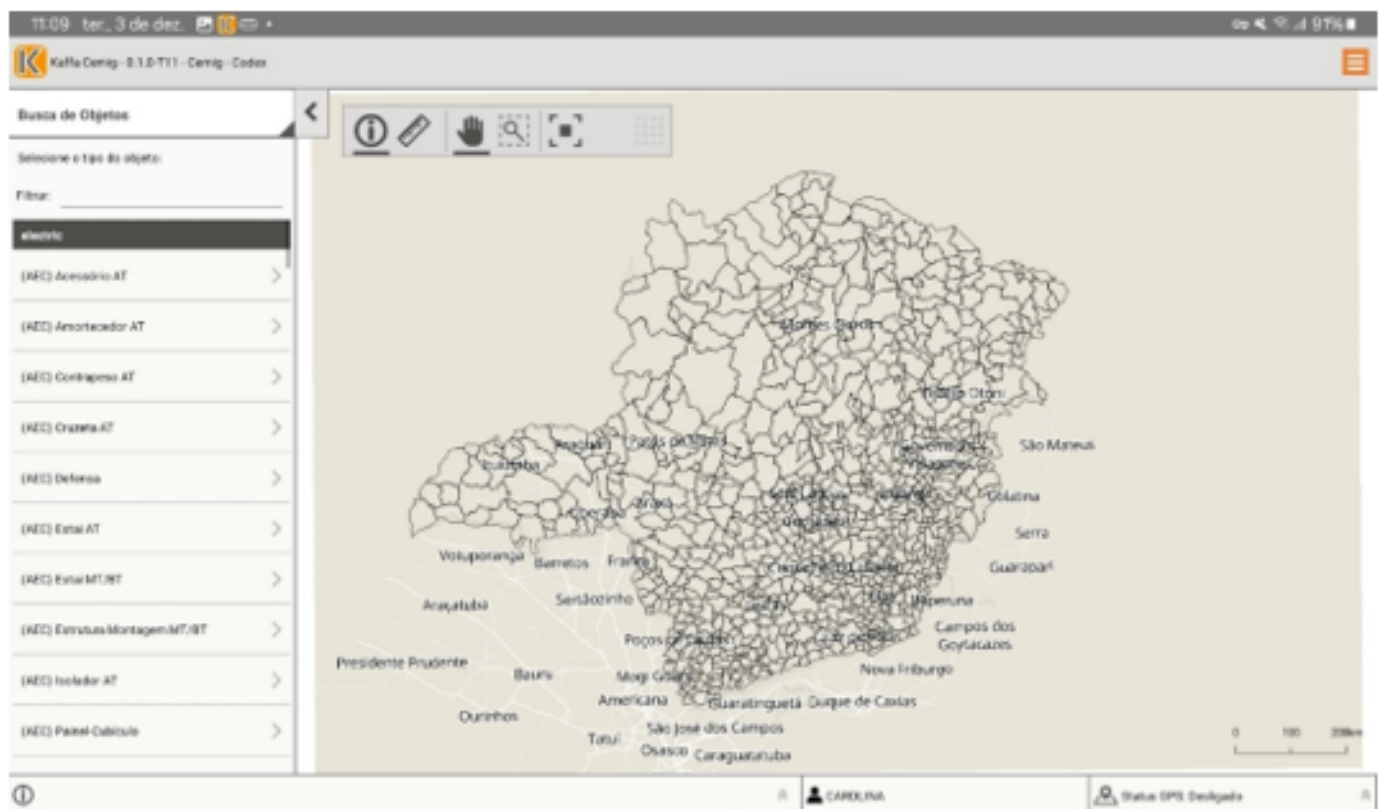 11:09 ter., 3 de dez.
91%
Kaffa Cemig - 0.1.0-T11 - Cemig - Codex
Busca de Objetos
Selecione o tipo do objeto:
Filtrar:
electric
(AEC) Acessório AT
(AEC) Amortecedor AT
(AEC) Contrapeso AT
(AEC) Cruzeta AT
(AEC) Defensa
(AEC) Estai AT
(AEC) Estai MT/BT
(AEC) Estrutura Montagem MT/BT
(AEC) Isolador AT
(AEC) Painel-Cubículo
Montes Claros
Teófilo Otoni
Araguari
Patos de Minas
Governador Valadares
São Mateus
Ituiutaba
Colatina
Uberaba
Araxá
Serra
Votuporanga
Barretos
Franca
Guarapari
Araçatuba
Sertãozinho
Itaperuna
Poços de Caldas
Campos dos
Goytacazes
Presidente Prudente
Bauru
Mogi Guaçu
Nova Friburgo
Americana
Guaratinguetá
Duque de Caxias
Ourinhos
São José dos Campos
Tatuí
Osasco
Caraguatatuba
0 100 200km
CAROLINA
Status GPS: Desligado